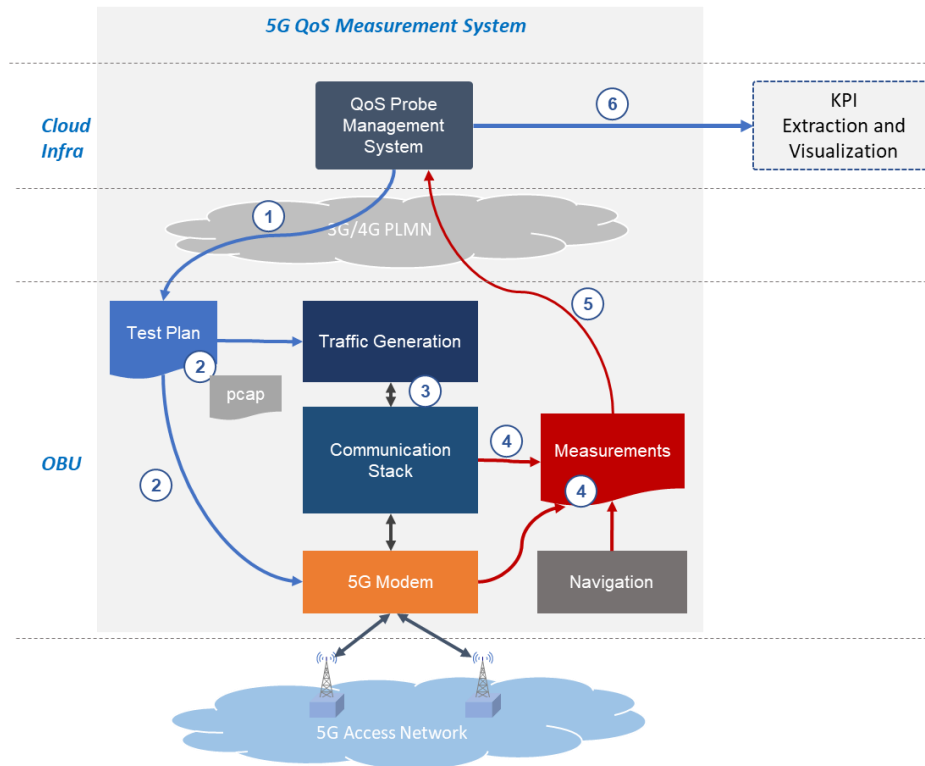 5G QoS Measurement System
Cloud
Infra
QoS Probe
Management
System
6
KPI
Extraction and
Visualization
1
3G/4G PLMN
5
Test Plan
2
pcap
Traffic Generation
3
OBU
Communication
Stack
4
Measurements
4
2
5G Modem
Navigation
5G Access Network